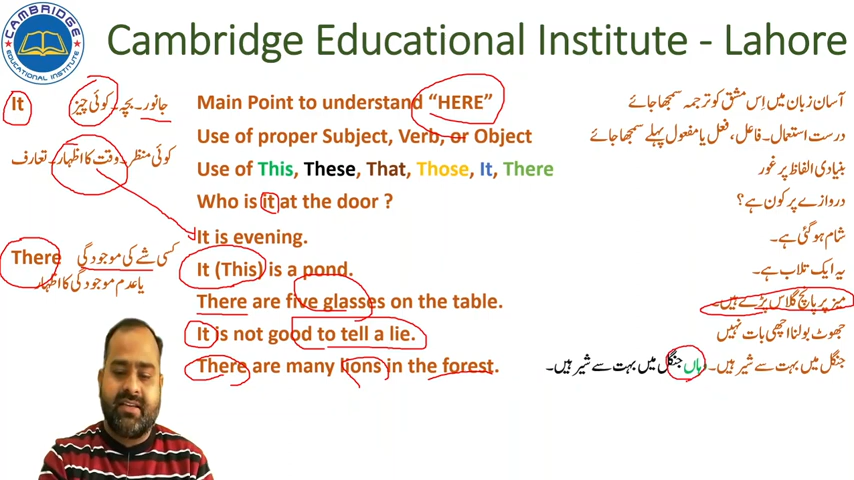 CAMBRIDGE
EDUCATIONAL INSTITUTE
Cambridge Educational Institute - Lahore
It جانور۔ بچہ۔ کوئی چیز
کوئی منظر۔ وقت کا اظہار۔ تعارف
There کسی شے کی موجودگی
یا عدم موجودگی کا اظہار
Main Point to understand “HERE” آسان زبان میں اِس مشق کو ترجمہ سمجھا جائے
Use of proper Subject, Verb, or Object درست استعمال۔ فاعل، فعل یا مفعول پہلے سمجھا جائے
Use of This, These, That, Those, It, There بنیادی الفاظ پر غور
Who is it at the door ? دروازے پر کون ہے؟
It is evening. شام ہو گئی ہے۔
It (This) is a pond. یہ ایک تلاب ہے۔
There are five glasses on the table. میز پر پانچ گلاس پڑے ہیں۔
It is not good to tell a lie. جھوٹ بولنا اچھی بات نہیں
There are many lions in the forest. جنگل میں بہت سے شیر ہیں۔ وہاں جنگل میں بہت سے شیر ہیں۔